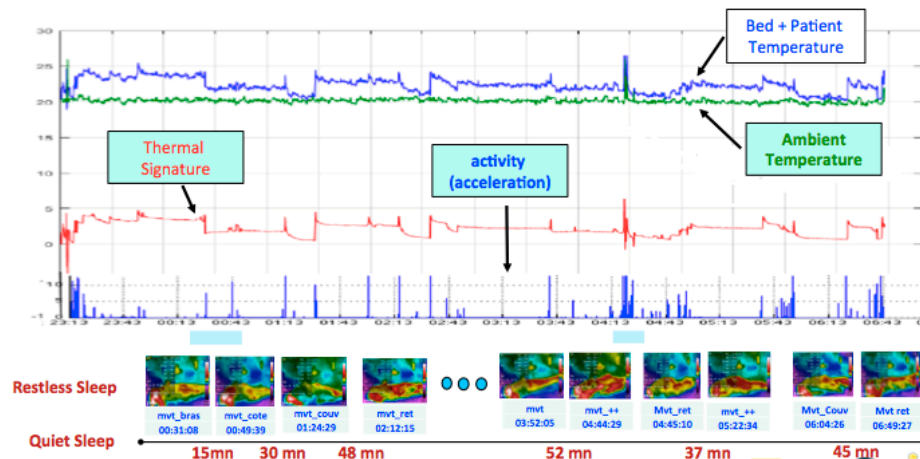 30
Bed + Patient
Temperature
25
20
15
Ambient
Temperature
Thermal
Signature
activity
(acceleration)
10
5
0
10
5
-1
23:13 23:43 00:13 00:43 01:13 01:43 02:13 02:43 03:13 03:43 04:13 04:43 05:13 05:43 06:13 06:43
Restless Sleep
mvt_bras mvt_cote mvt_couv mvt_ret mvt mvt_++ Mvt_ret mvt_++ Mvt_Couv Mvt ret
00:31:08 00:49:39 01:24:29 02:12:15 03:52:05 04:44:29 04:45:10 05:22:34 06:04:26 06:49:27
Quiet Sleep
15mn 30 mn 48 mn 52 mn 37 mn 45 mn